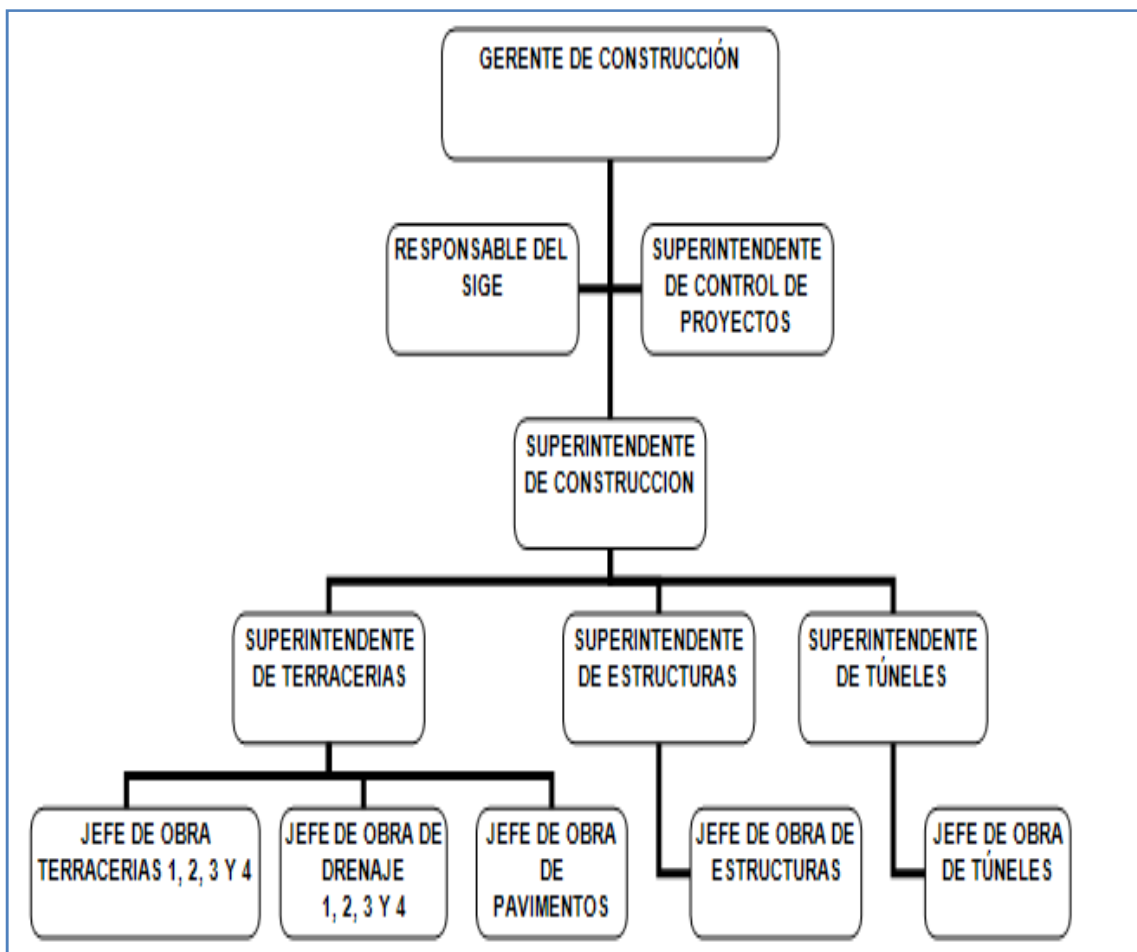 GERENTE DE CONSTRUCCIÓN
RESPONSABLE DEL
SIGE
SUPERINTENDENTE
DE CONTROL DE
PROYECTOS
SUPERINTENDENTE
DE CONSTRUCCION
SUPERINTENDENTE
DE TERRACERIAS
SUPERINTENDENTE
DE ESTRUCTURAS
SUPERINTENDENTE
DE TÚNELES
JEFE DE OBRA
TERRACERIAS 1, 2, 3 Y 4
JEFE DE OBRA DE
DRENAJE
1, 2, 3 Y 4
JEFE DE OBRA
DE
PAVIMENTOS
JEFE DE OBRA DE
ESTRUCTURAS
JEFE DE OBRA
DE TÚNELES